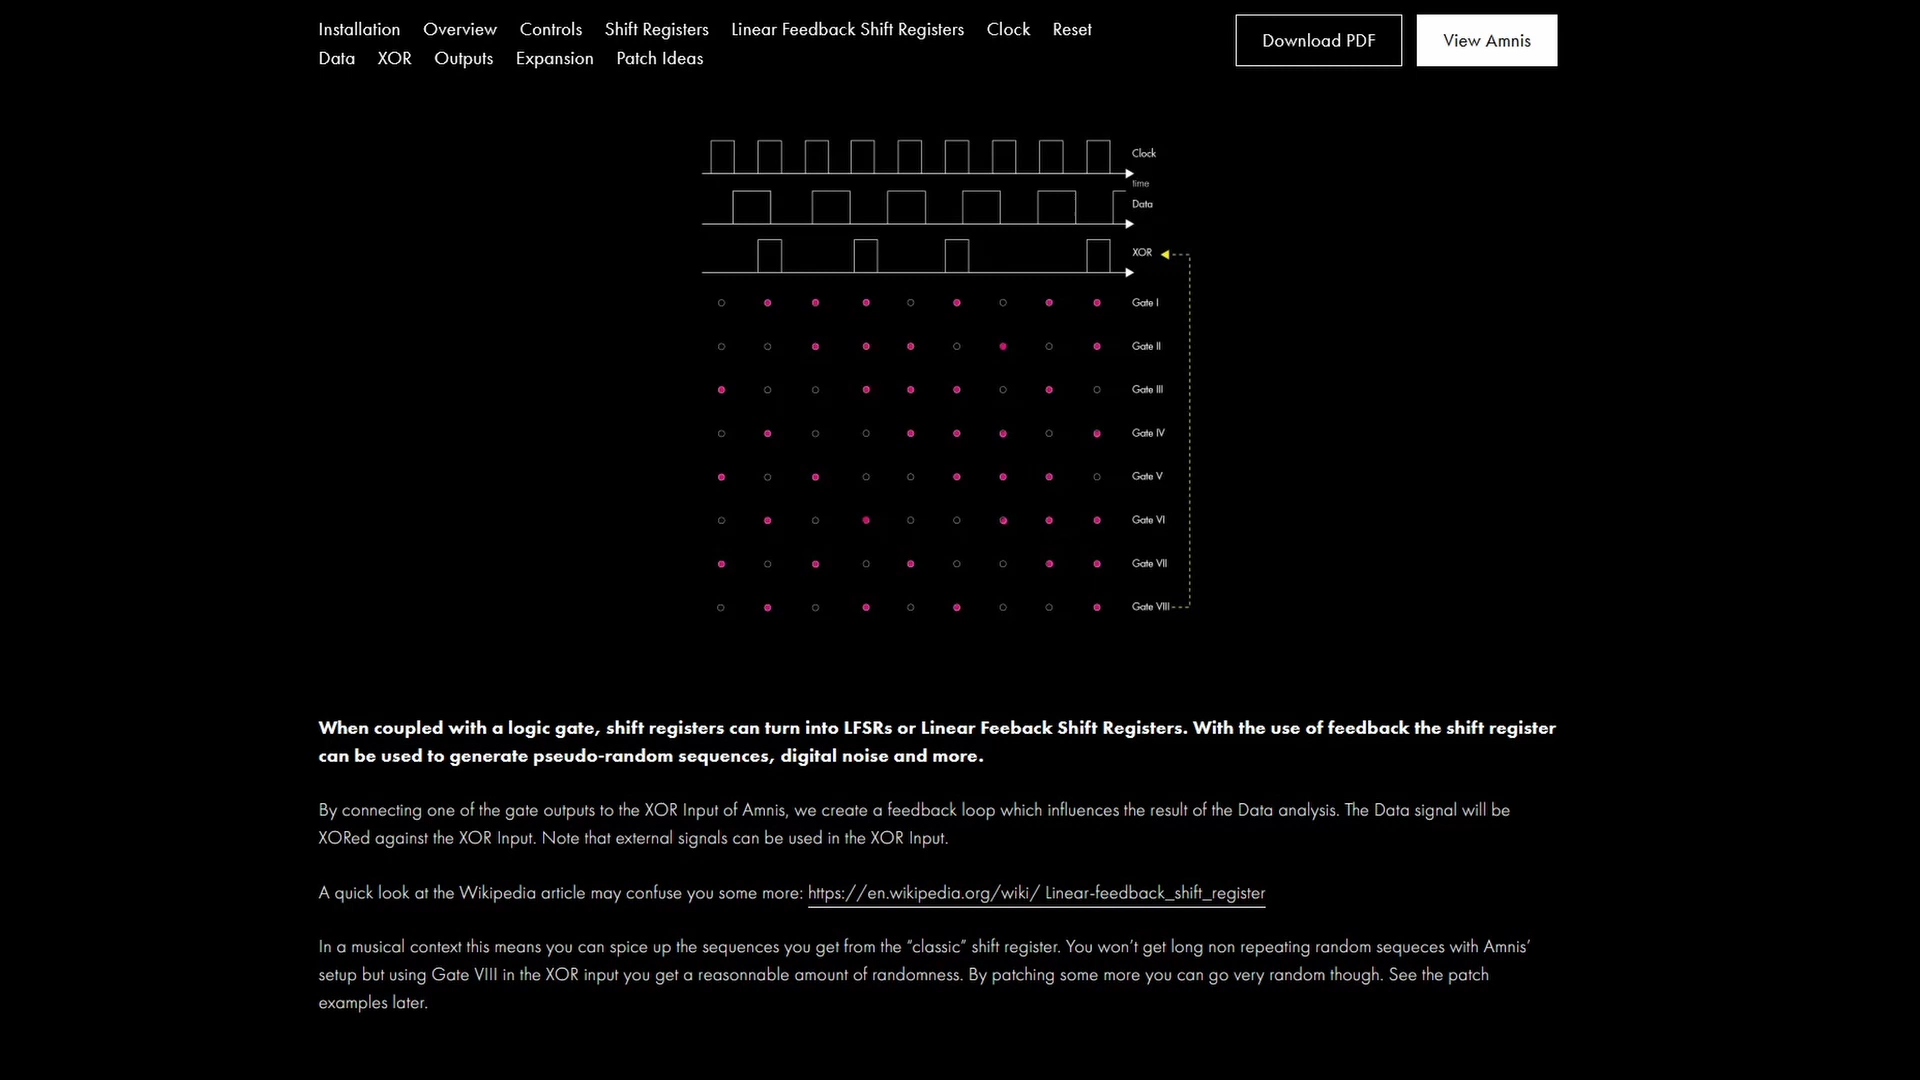 Installation Overview Controls Shift Registers Linear Feedback Shift Registers Clock Reset
Data XOR Outputs Expansion Patch Ideas
Download PDF
View Amnis
Clock
time
Data
XOR
Gate I
Gate II
Gate III
Gate IV
Gate V
Gate VI
Gate VII
Gate VIII
When coupled with a logic gate, shift registers can turn into LFSRs or Linear Feeback Shift Registers. With the use of feedback the shift register
can be used to generate pseudo-random sequences, digital noise and more.
By connecting one of the gate outputs to the XOR Input of Amnis, we create a feedback loop which influences the result of the Data analysis. The Data signal will be
XORed against the XOR Input. Note that external signals can be used in the XOR Input.
A quick look at the Wikipedia article may confuse you some more: https://en.wikipedia.org/wiki/ Linear-feedback_shift_register
In a musical context this means you can spice up the sequences you get from the “classic” shift register. You won’t get long non repeating random sequeces with Amnis’
setup but using Gate VIII in the XOR input you get a reasonnable amount of randomness. By patching some more you can go very random though. See the patch
examples later.